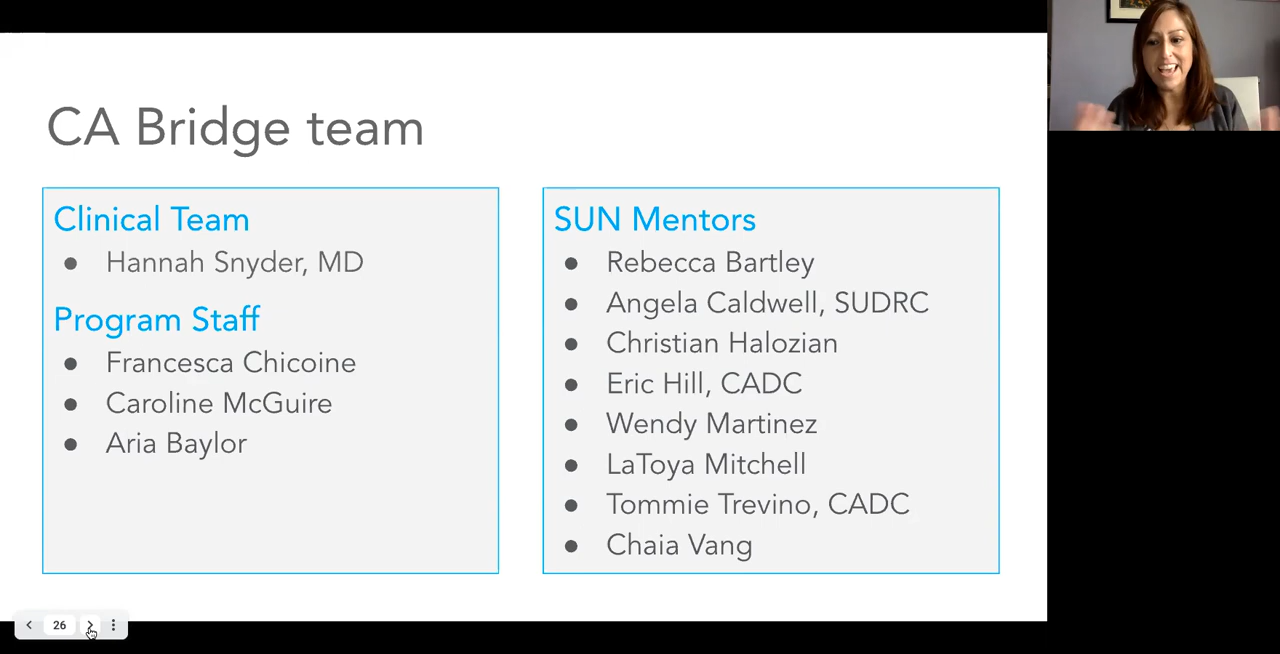 CA Bridge team
Clinical Team
● Hannah Snyder, MD
Program Staff
● Francesca Chicoine
● Caroline McGuire
● Aria Baylor
SUN Mentors
● Rebecca Bartley
● Angela Caldwell, SUDRC
● Christian Halozian
● Eric Hill, CADC
● Wendy Martinez
● LaToya Mitchell
● Tommie Trevino, CADC
● Chaia Vang
26